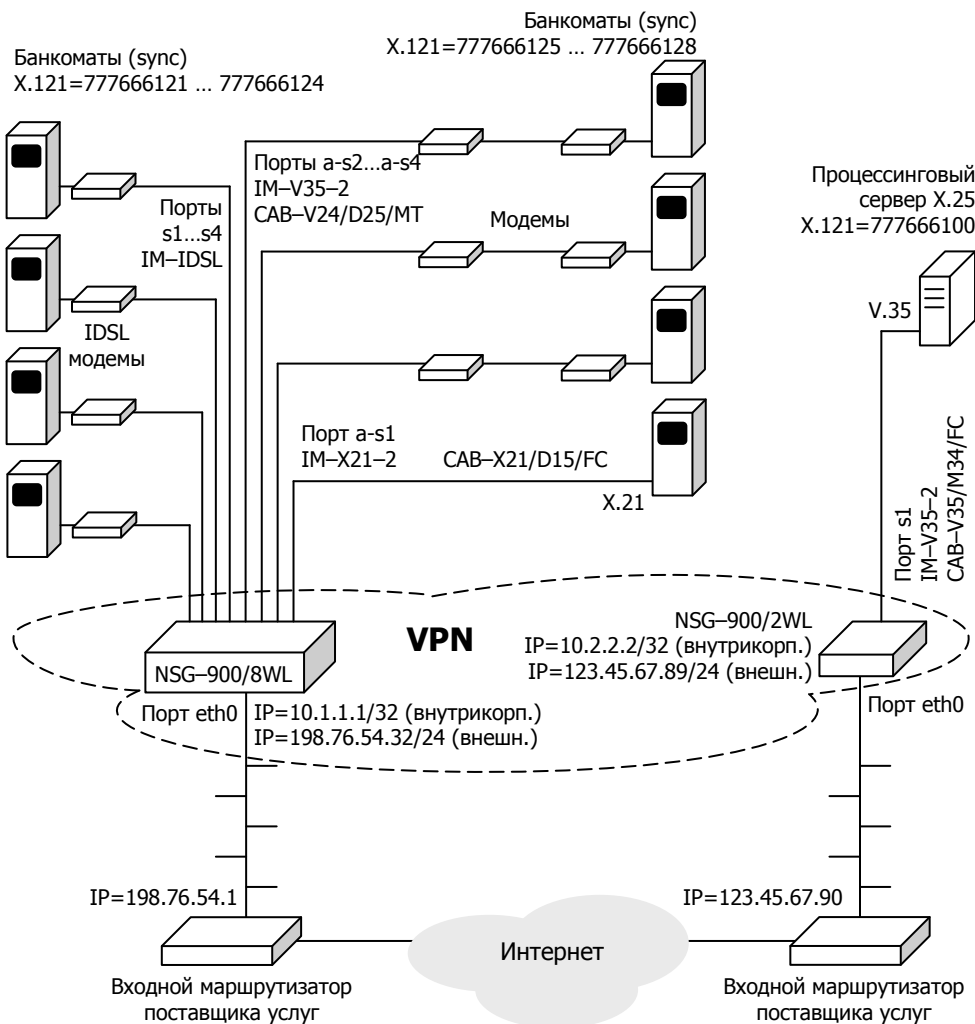 Банкоматы (sync)
X.121=777666125 ... 777666128
Банкоматы (sync)
X.121=777666121 ... 777666124
Порты a-s2...a-s4
IM–V35–2
CAB–V24/D25/MT
Процессинговый
сервер X.25
X.121=777666100
Порты
s1...s4
IM–IDSL
Модемы
V.35
IDSL
модемы
Порт a-s1
IM–X21–2
CAB–X21/D15/FC
X.21
Порт s1
IM–V35–2
CAB–V35/M34/FC
VPN
NSG–900/2WL
IP=10.2.2.2/32 (внутрикорп.)
IP=123.45.67.89/24 (внешн.)
NSG–900/8WL
Порт eth0
IP=10.1.1.1/32 (внутрикорп.)
IP=198.76.54.32/24 (внешн.)
Порт eth0
IP=198.76.54.1
IP=123.45.67.90
Интернет
Входной маршрутизатор
поставщика услуг
Входной маршрутизатор
поставщика услуг